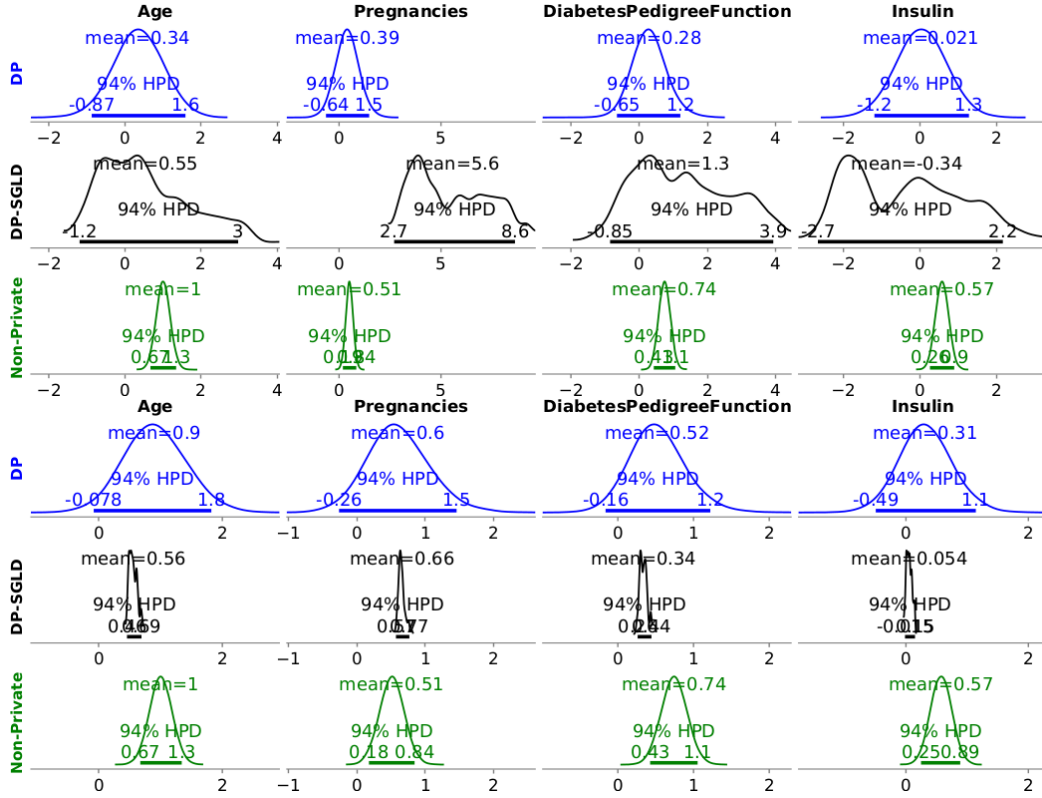 Age Pregnancies DiabetesPedigreeFunction Insulin
DP
mean=0.34 mean=0.39 mean=0.28 mean=0.021
94% HPD 94% HPD 94% HPD 94% HPD
-0.87 1.6 -0.64 1.5 -0.65 1.2 -1.2 1.3
−2 0 2 4 0 5 −2 0 2 4 −2 0 2
DP-SGLD
mean=0.55 mean=5.6 mean=1.3 mean=-0.34
94% HPD 94% HPD 94% HPD 94% HPD
-1.2 3 2.7 8.6 -0.85 3.9 -2.7 2.2
−2 0 2 4 0 5 −2 0 2 4 −2 0 2
Non-Private
mean=1 mean=0.51 mean=0.74 mean=0.57
94% HPD 94% HPD 94% HPD 94% HPD
0.67 1.3 0.43 1.1 0.26 0.9
−2 0 2 4 0 5 −2 0 2 4 −2 0 2
Age Pregnancies DiabetesPedigreeFunction Insulin
DP
mean=0.9 mean=0.6 mean=0.52 mean=0.31
94% HPD 94% HPD 94% HPD 94% HPD
-0.078 1.8 -0.26 1.5 -0.16 1.2 -0.49 1.1
0 2 −1 0 1 2 0 1 2 0 2
DP-SGLD
mean=0.56 mean=0.66 mean=0.34 mean=0.054
94% HPD 94% HPD 94% HPD 94% HPD
0 2 −1 0 1 2 0 1 2 0 2
Non-Private
mean=1 mean=0.51 mean=0.74 mean=0.57
94% HPD 94% HPD 94% HPD 94% HPD
0.67 1.3 0.18 0.84 0.43 1.1 0.25 0.89
0 2 −1 0 1 2 0 1 2 0 2